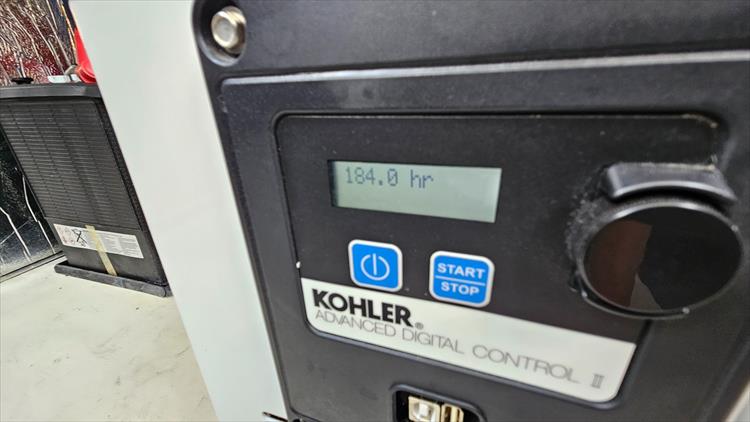 184.0 hr
START
STOP
KOHLER®
ADVANCED DIGITAL CONTROL II